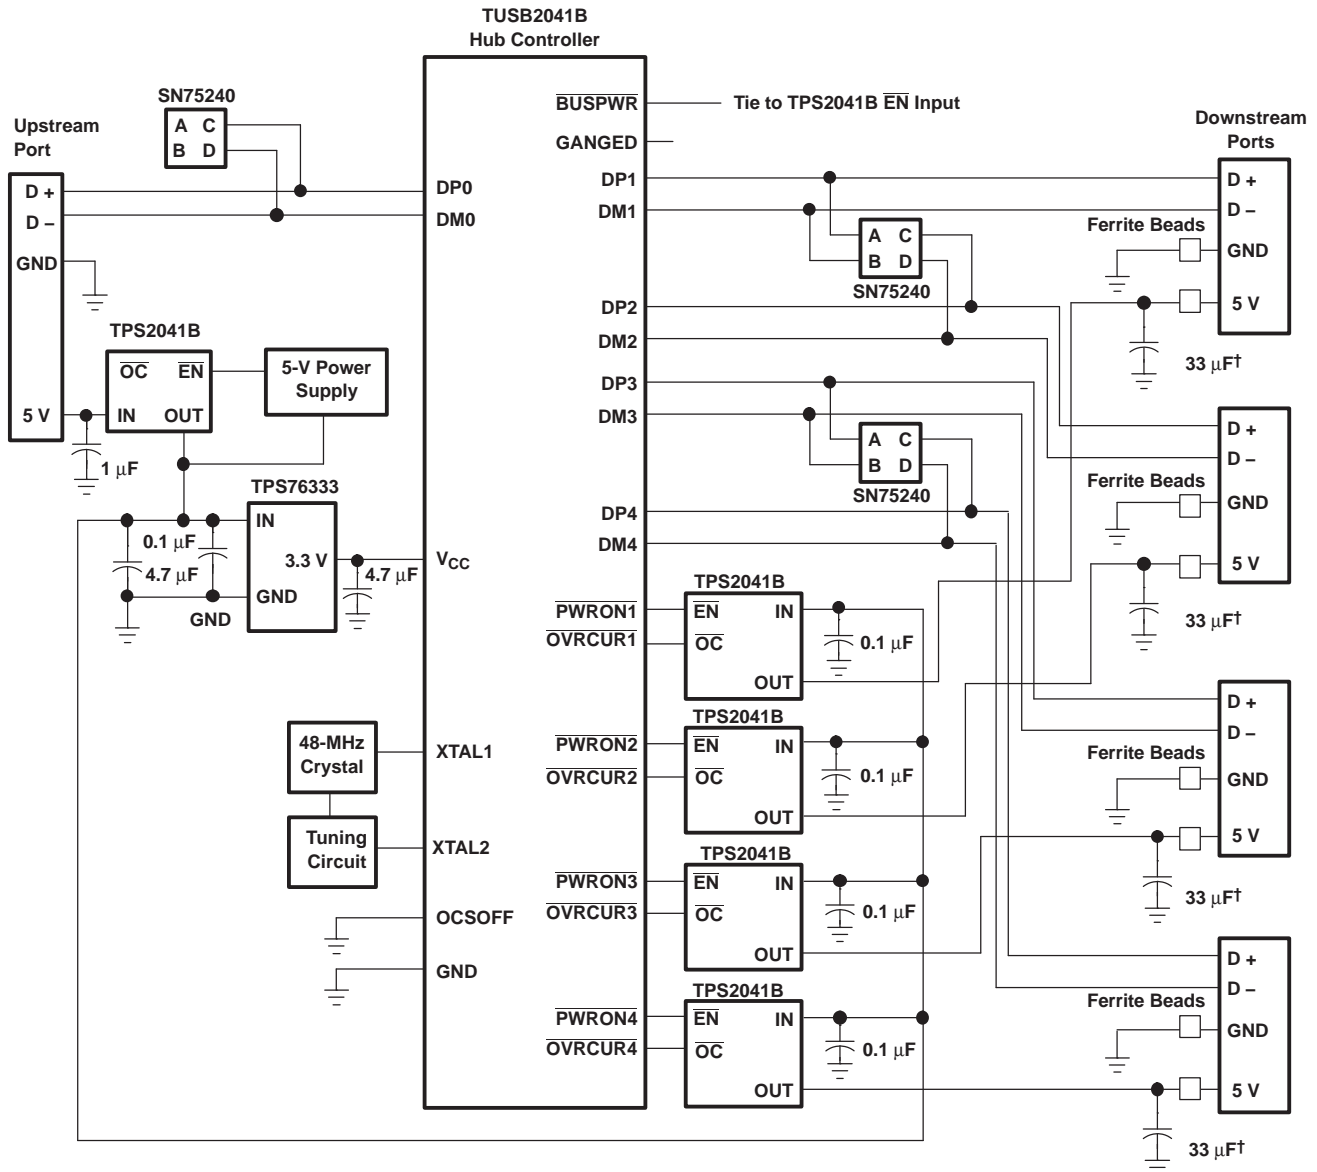 TUSB2041B
Hub Controller
SN75240
A C
B D
Upstream
Port
D +
D –
GND
5 V
BUSPWR
Tie to TPS2041B EN Input
GANGED
DP0
DM0
DP1
DM1
Downstream
Ports
D +
D –
Ferrite Beads
GND
5 V
33 µF†
A C
B D
SN75240
DP2
DM2
DP3
DM3
TPS2041B
OC EN
IN OUT
5-V Power
Supply
1 µF
TPS76333
IN
3.3 V
GND
0.1 µF
4.7 µF
GND
4.7 µF
VCC
A C
B D
SN75240
DP4
DM4
D +
D –
Ferrite Beads
GND
5 V
33 µF†
TPS2041B
PWRON1
OVRCUR1
EN IN
OC
OUT
0.1 µF
TPS2041B
PWRON2
OVRCUR2
EN IN
OC
OUT
0.1 µF
D +
D –
Ferrite Beads
GND
5 V
33 µF†
48-MHz
Crystal
XTAL1
Tuning
Circuit
XTAL2
OCSOFF
GND
TPS2041B
PWRON3
OVRCUR3
EN IN
OC
OUT
0.1 µF
TPS2041B
PWRON4
OVRCUR4
EN IN
OC
OUT
0.1 µF
D +
D –
Ferrite Beads
GND
5 V
33 µF†